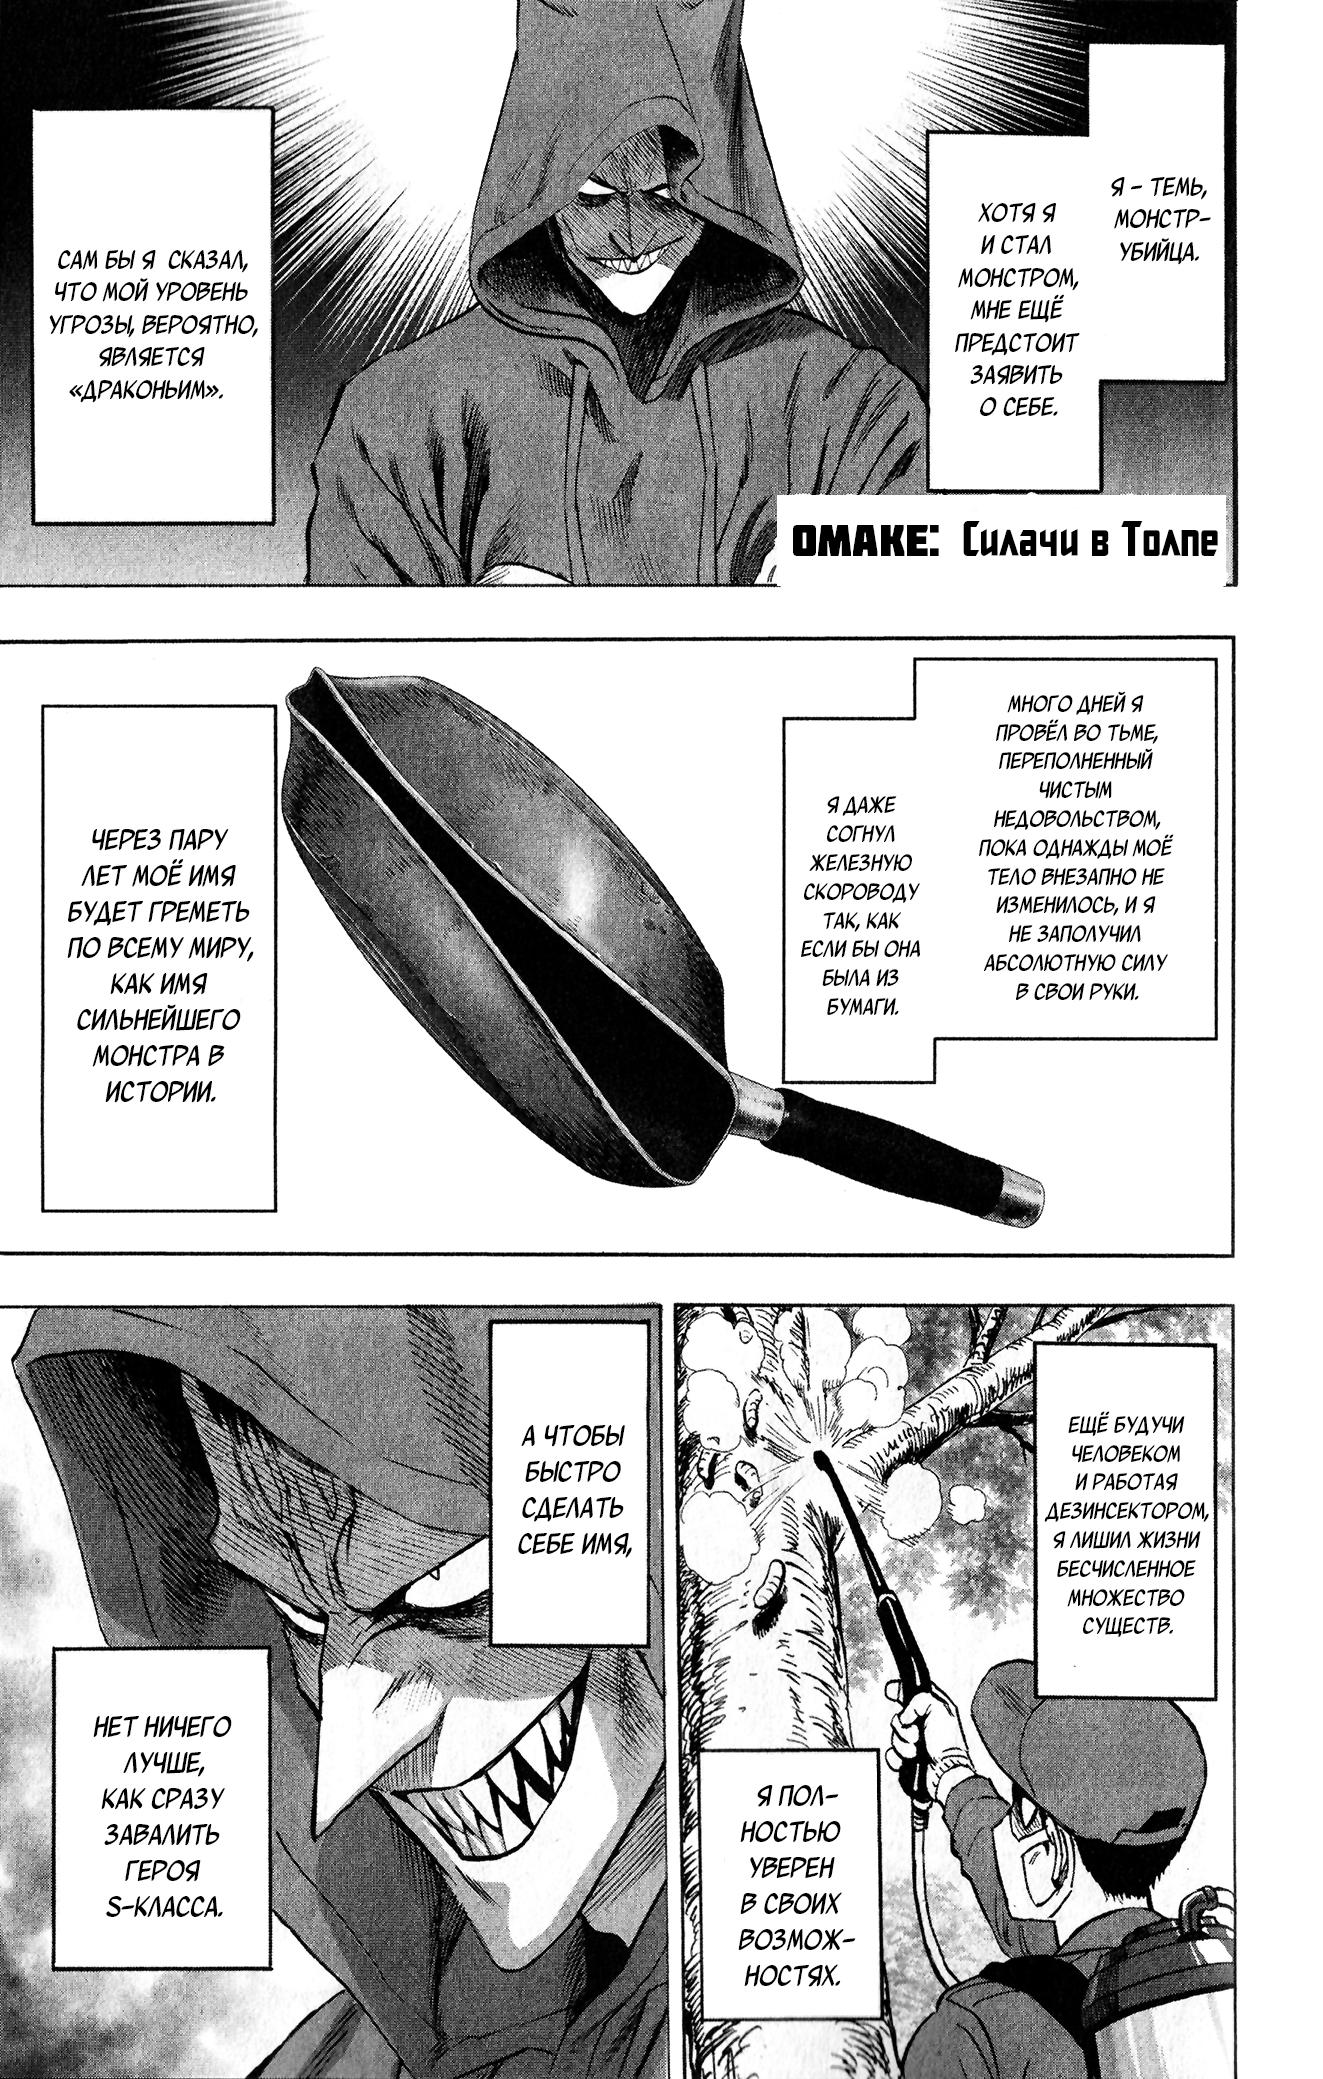 Я - ТЕМЬ,
МОНСТР-
УБИЙЦА.
ХОТЯ Я
И СТАЛ
МОНСТРОМ,
МНЕ ЕЩЁ
ПРЕДСТОИТ
ЗАЯВИТЬ
О СЕБЕ.
САМ БЫ Я СКАЗАЛ,
ЧТО МОЙ УРОВЕНЬ
УГРОЗЫ, ВЕРОЯТНО,
ЯВЛЯЕТСЯ
«ДРАКОНЬИМ».
OMAKE: Силачи в Толпе
МНОГО ДНЕЙ Я
ПРОВЁЛ ВО ТЬМЕ,
ПЕРЕПОЛНЕННЫЙ
ЧИСТЫМ
НЕДОВОЛЬСТВОМ,
ПОКА ОДНАЖДЫ МОЁ
ТЕЛО ВНЕЗАПНО НЕ
ИЗМЕНИЛОСЬ, И Я
НЕ ЗАПОЛУЧИЛ
АБСОЛЮТНУЮ СИЛУ
В СВОИ РУКИ.
Я ДАЖЕ
СОГНУЛ
ЖЕЛЕЗНУЮ
СКОРОВОДУ
ТАК, КАК
ЕСЛИ БЫ ОНА
БЫЛА ИЗ
БУМАГИ.
ЧЕРЕЗ ПАРУ
ЛЕТ МОЁ ИМЯ
БУДЕТ ГРЕМЕТЬ
ПО ВСЕМУ МИРУ,
КАК ИМЯ
СИЛЬНЕЙШЕГО
МОНСТРА В
ИСТОРИИ.
ЕЩЁ БУДУЧИ
ЧЕЛОВЕКОМ
И РАБОТАЯ
ДЕЗИНСЕКТОРОМ,
Я ЛИШИЛ ЖИЗНИ
БЕСЧИСЛЕННОЕ
МНОЖЕСТВО
СУЩЕСТВ.
Я ПОЛ-
НОСТЬЮ
УВЕРЕН
В СВОИХ
ВОЗМОЖ-
НОСТЯХ.
А ЧТОБЫ
БЫСТРО
СДЕЛАТЬ
СЕБЕ ИМЯ,
НЕТ НИЧЕГО
ЛУЧШЕ,
КАК СРАЗУ
ЗАВАЛИТЬ
ГЕРОЯ
S-КЛАССА.